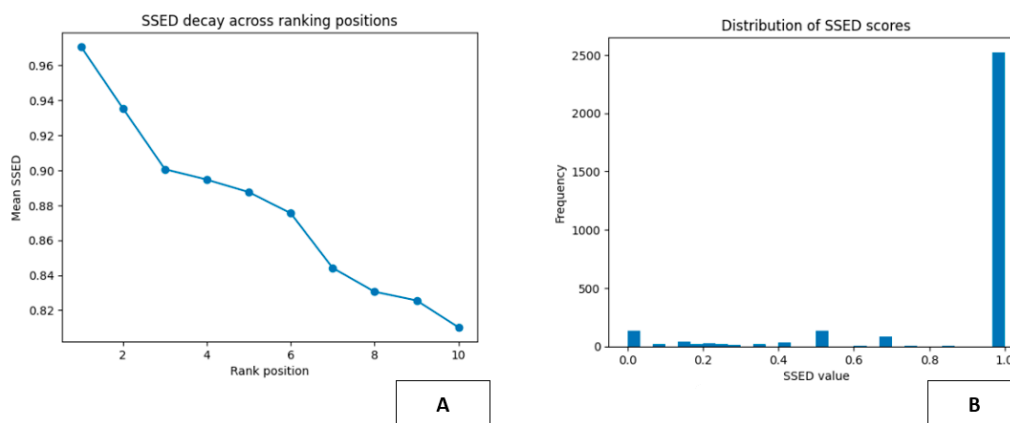 SSED decay across ranking positions
0.96
0.94
0.92
0.90
0.88
0.86
0.84
0.82
Mean SSED
2 4 6 8 10
Rank position
A
Distribution of SSED scores
2500
2000
1500
1000
500
0
Frequency
0.0 0.2 0.4 0.6 0.8 1.0
SSED value
B